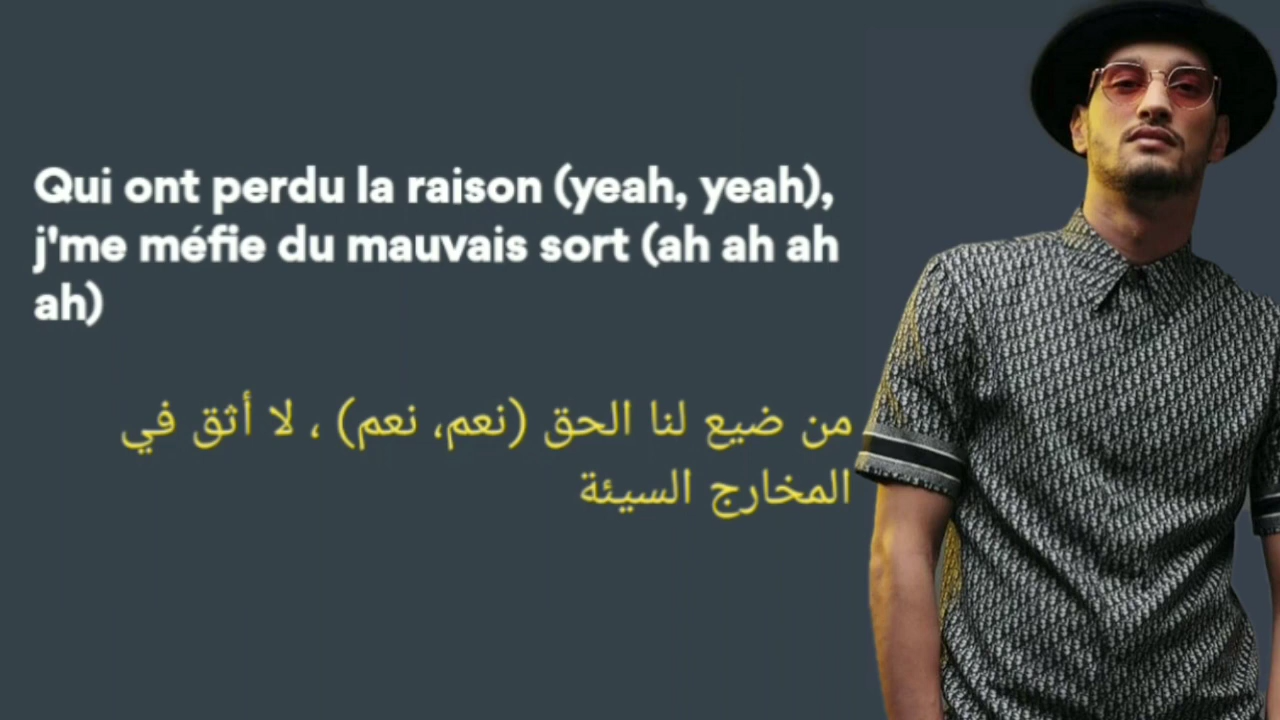 Qui ont perdu la raison (yeah, yeah),
j'me méfie du mauvais sort (ah ah ah
ah)
من ضيع لنا الحق (نعم، نعم) ، لا أثق في
المخارج السيئة